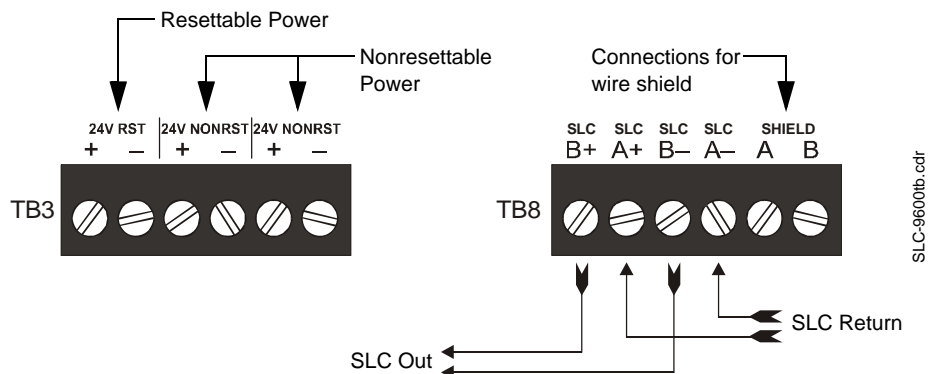 Resettable Power
Nonresettable
Power
Connections for
wire shield
24V RST 24V NONRST 24V NONRST
+ – + – + –
TB3
SLC SLC SLC SLC SHIELD
B+ A+ B– A– A B
TB8
SLC Return
SLC Out
SLC-9600tb.cdr